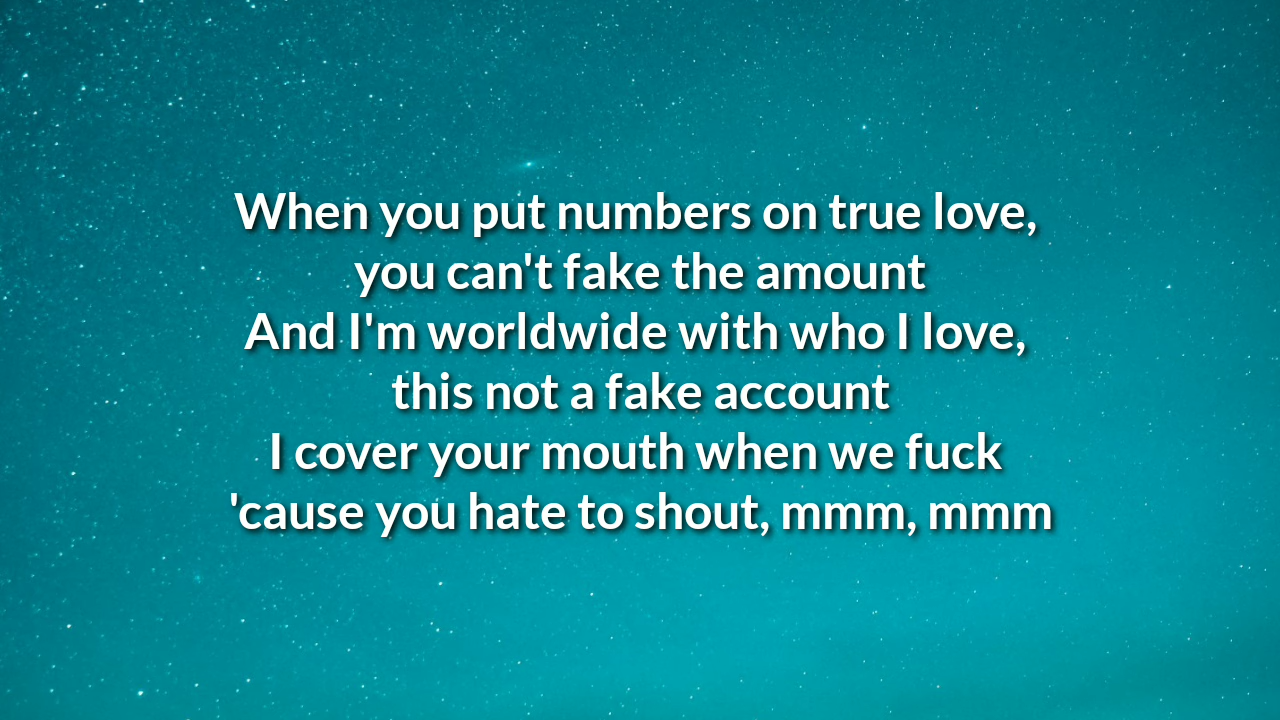 When you put numbers on true love,
you can't fake the amount
And I'm worldwide with who I love,
this not a fake account
I cover your mouth when we fuck
'cause you hate to shout, mmm, mmm